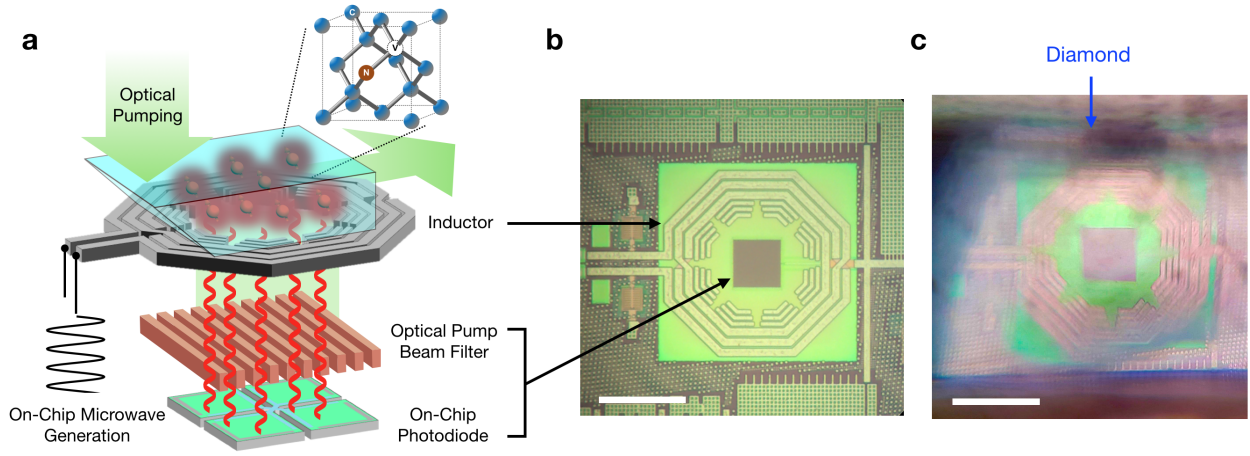 a
C
V
N
Optical
Pumping
Inductor
Optical Pump
Beam Filter
On-Chip Microwave
Generation
On-Chip
Photodiode
b
c
Diamond